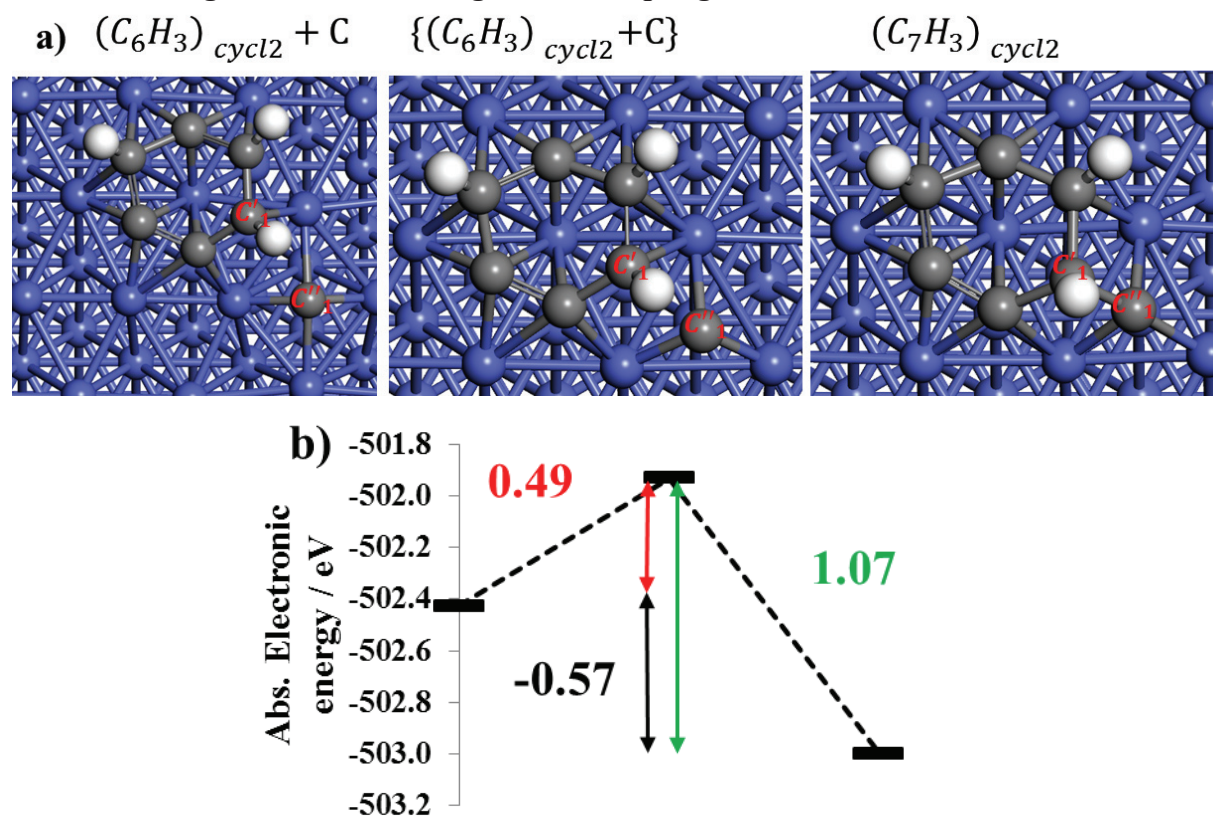 a) (C₆H₃) cycl2 + C {(C₆H₃) cycl2 +C} (C₇H₃) cycl2
C′₁
C″₁
C′₁
C″₁
C′₁
C″₁
b)
Abs. Electronic
energy / eV
-501.8
-502.0
-502.2
-502.4
-502.6
-502.8
-503.0
-503.2
0.49
1.07
-0.57